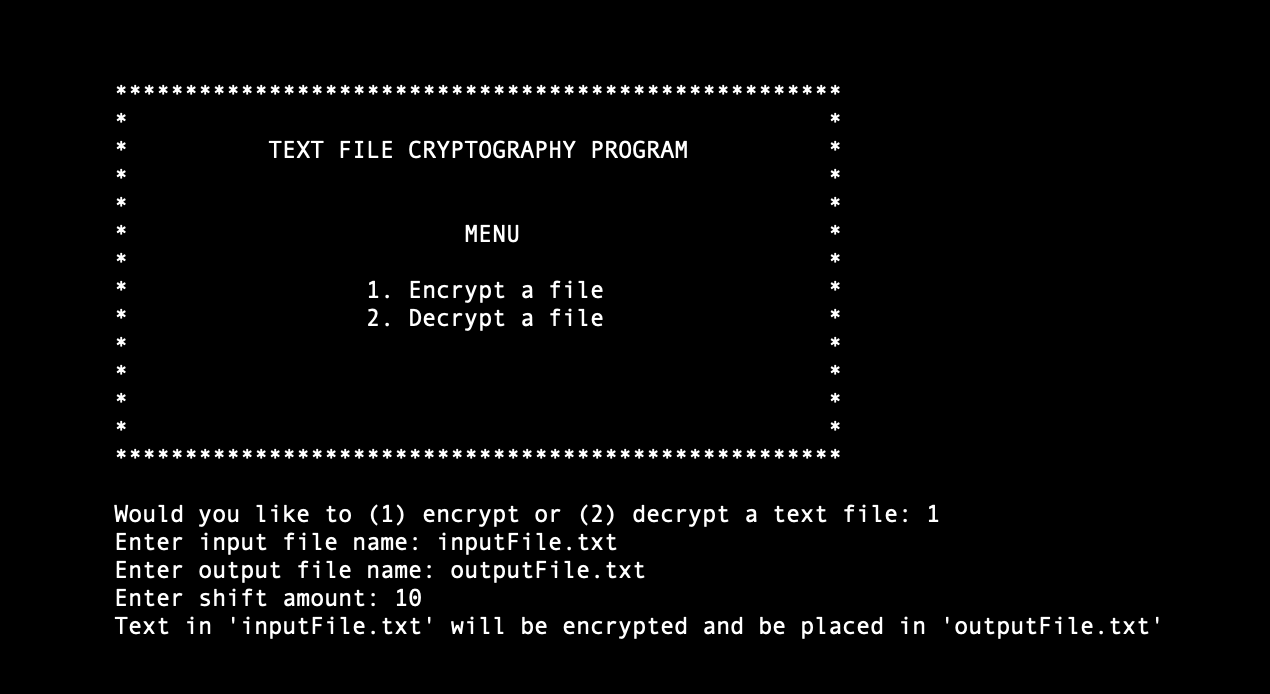 ****************************************************
*                                                  *
*          TEXT FILE CRYPTOGRAPHY PROGRAM          *
*                                                  *
*                                                  *
*                        MENU                      *
*                                                  *
*                 1. Encrypt a file                *
*                 2. Decrypt a file                *
*                                                  *
*                                                  *
*                                                  *
*                                                  *
****************************************************
Would you like to (1) encrypt or (2) decrypt a text file: 1
Enter input file name: inputFile.txt
Enter output file name: outputFile.txt
Enter shift amount: 10
Text in 'inputFile.txt' will be encrypted and be placed in 'outputFile.txt'